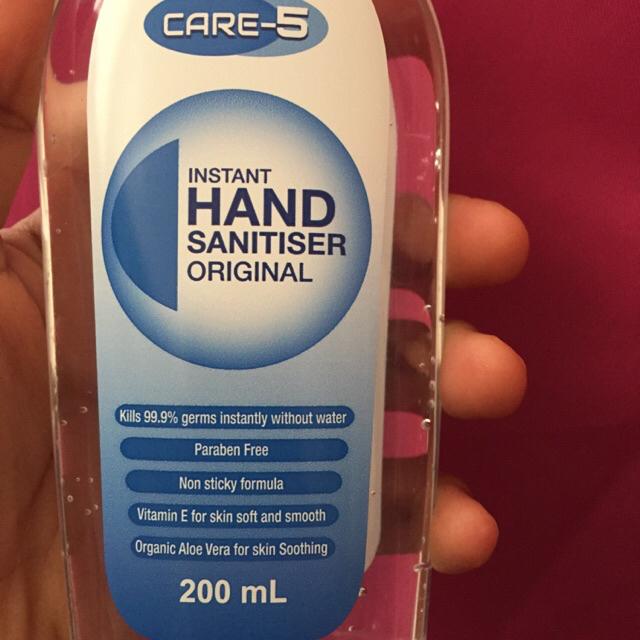 CARE-5
INSTANT
HAND
SANITISER
ORIGINAL
Kills 99.9% germs instantly without water
Paraben Free
Non sticky formula
Vitamin E for skin soft and smooth
Organic Aloe Vera for skin Soothing
200 mL